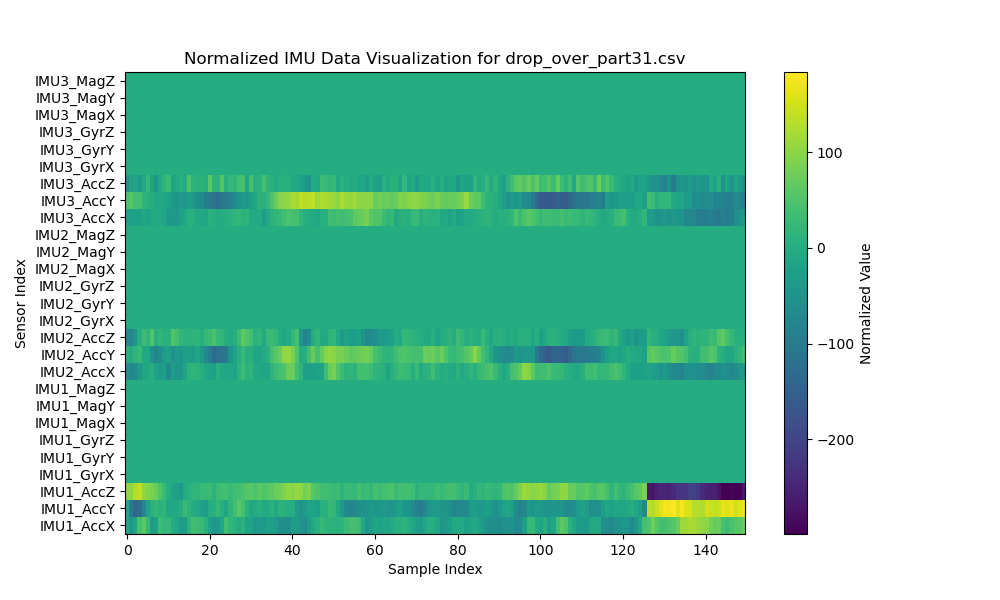 Normalized IMU Data Visualization for drop_over_part31.csv
Sensor Index
IMU3_MagZ
IMU3_MagY
IMU3_MagX
IMU3_GyrZ
IMU3_GyrY
IMU3_GyrX
IMU3_AccZ
IMU3_AccY
IMU3_AccX
IMU2_MagZ
IMU2_MagY
IMU2_MagX
IMU2_GyrZ
IMU2_GyrY
IMU2_GyrX
IMU2_AccZ
IMU2_AccY
IMU2_AccX
IMU1_MagZ
IMU1_MagY
IMU1_MagX
IMU1_GyrZ
IMU1_GyrY
IMU1_GyrX
IMU1_AccZ
IMU1_AccY
IMU1_AccX
0 20 40 60 80 100 120 140
Sample Index
100
0
−100
−200
Normalized Value